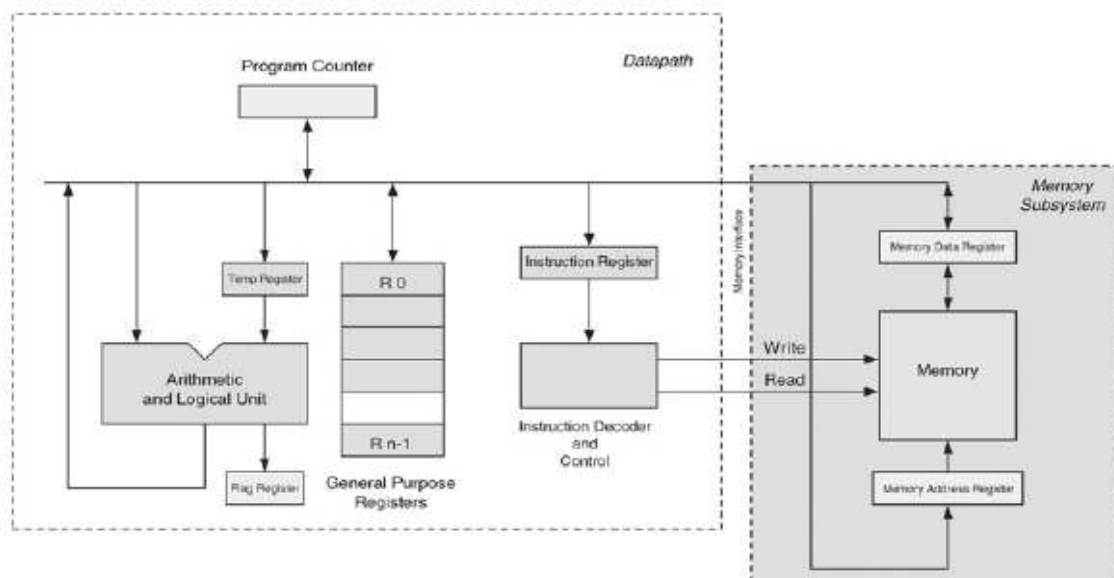 Datapath
Program Counter
Memory
Subsystem
Memory Data Register
Instruction Register
Memory Interface
Temp Register
R 0
Write
Read
Memory
Arithmetic
and Logical Unit
Instruction Decoder
and
Control
R n-1
General Purpose
Registers
Flag Register
Memory Address Register